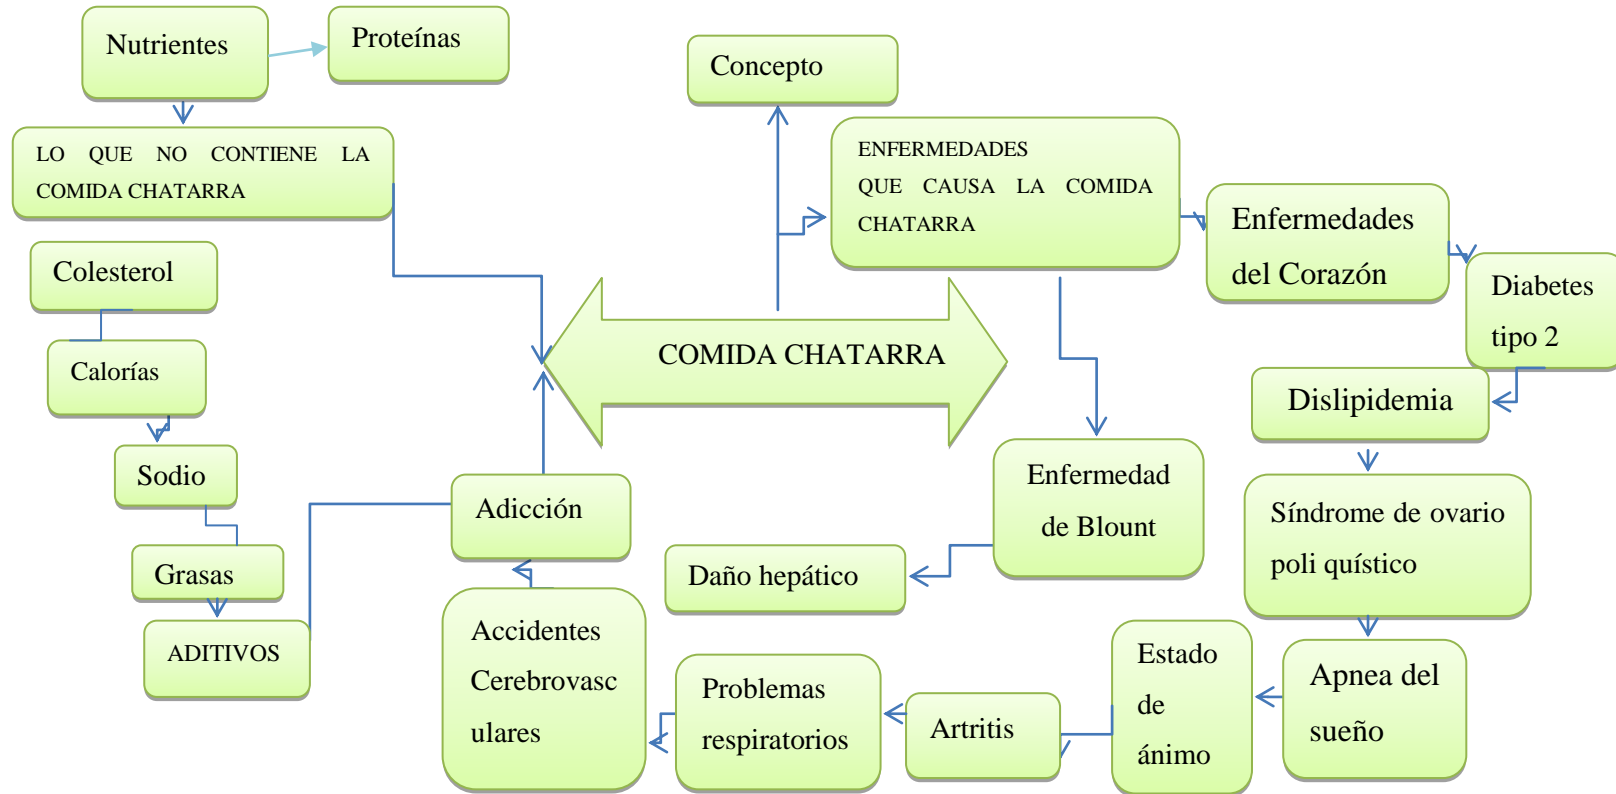 Nutrientes
Proteínas
Concepto
LO QUE NO CONTIENE LA
COMIDA CHATARRA
ENFERMEDADES
QUE CAUSA LA COMIDA
CHATARRA
Enfermedades
del Corazón
Colesterol
Diabetes
tipo 2
Calorías
COMIDA CHATARRA
Dislipidemia
Sodio
Adicción
Enfermedad
de Blount
Síndrome de ovario
poli quístico
Grasas
Daño hepático
ADITIVOS
Accidentes
Cerebrovasc
ulares
Problemas
respiratorios
Artritis
Estado
de
ánimo
Apnea del
sueño